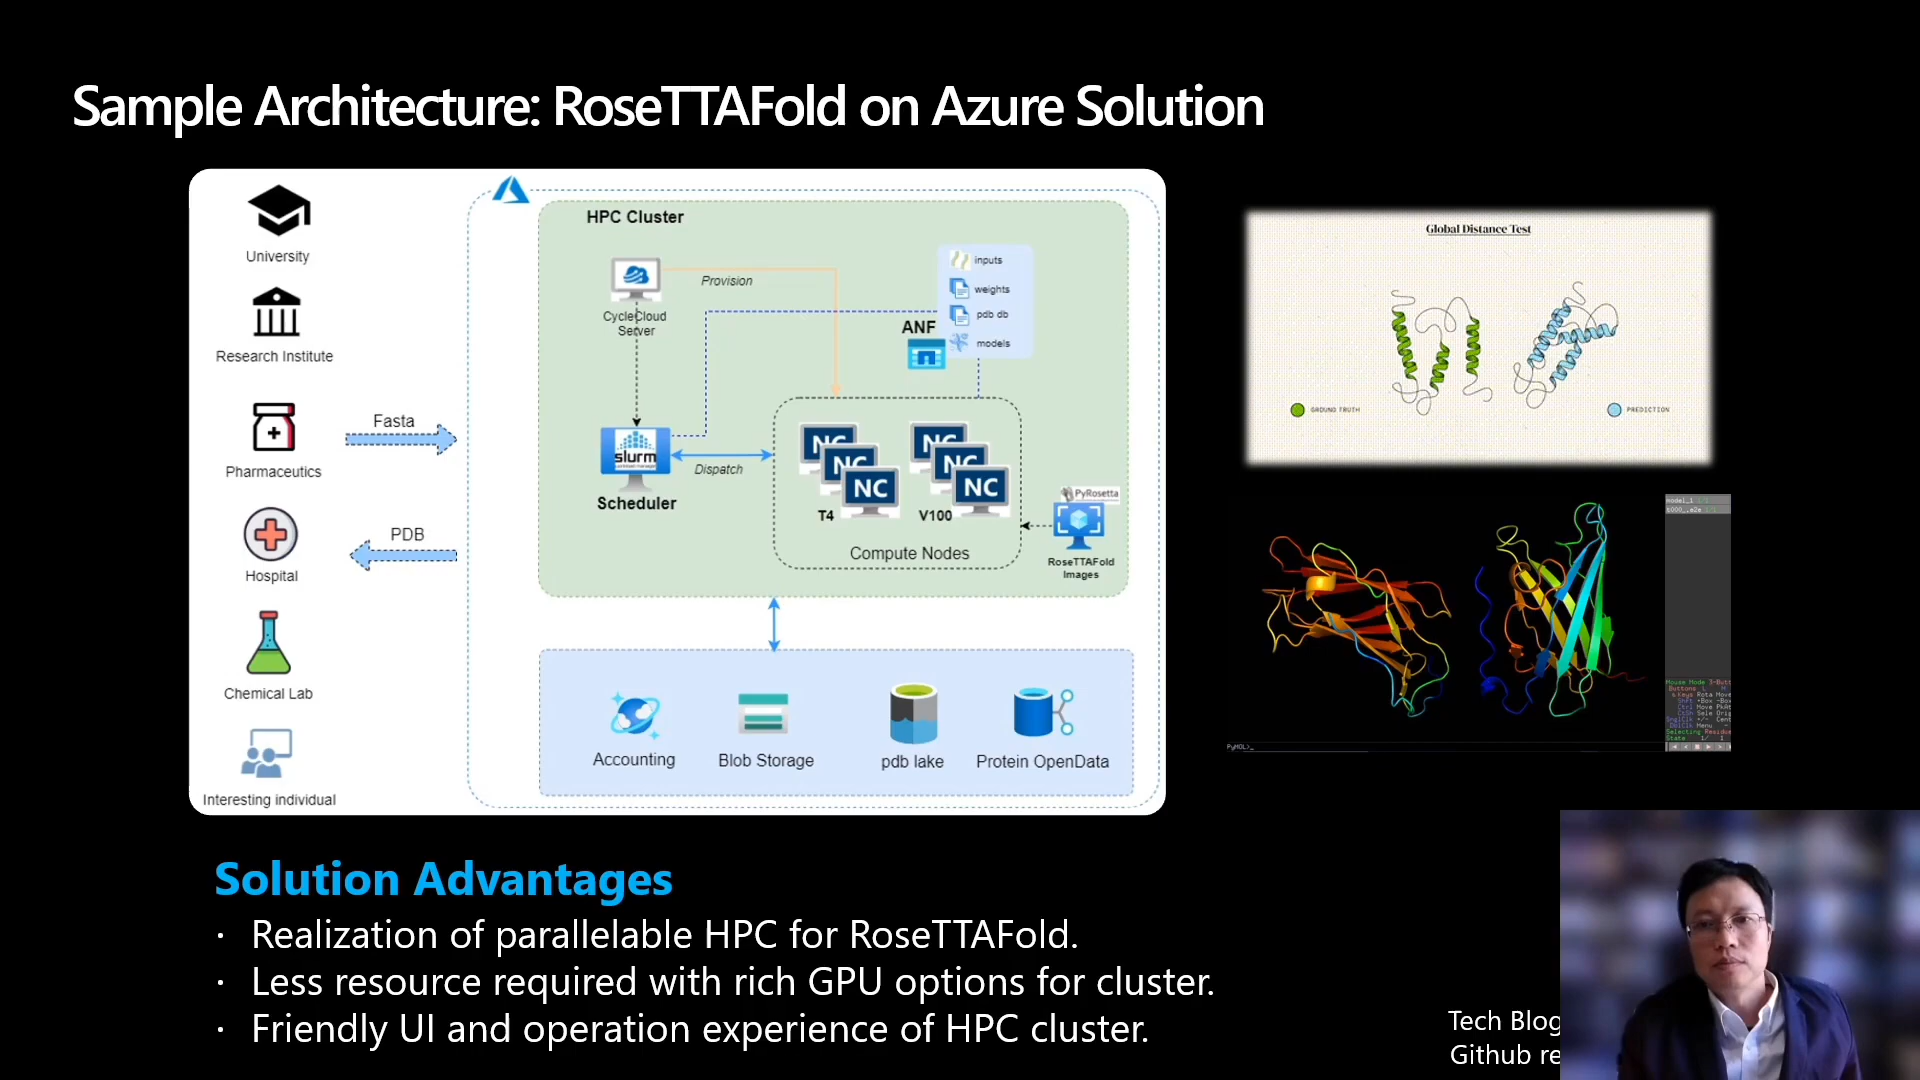 Sample Architecture: RoseTTAFold on Azure Solution
University
Research Institute
Pharmaceutics
Hospital
Chemical Lab
Interesting individual
Fasta
PDB
HPC Cluster
CycleCloud
Server
Provision
inputs
weights
pdb db
models
ANF
slurm
Scheduler
Dispatch
NC
NC
NC
T4
NC
NC
NC
V100
Compute Nodes
PyRosetta
RoseTTAFold
Images
Accounting
Blob Storage
pdb lake
Protein OpenData
Global Distance Test
GROUND TRUTH
PREDICTION
PyMOL>_
Solution Advantages
· Realization of parallelable HPC for RoseTTAFold.
· Less resource required with rich GPU options for cluster.
· Friendly UI and operation experience of HPC cluster.
Tech Blog
Github re